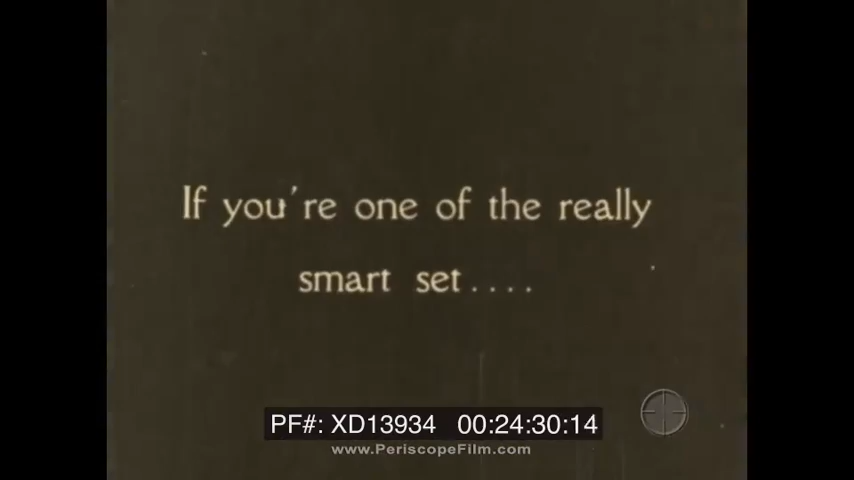 If you're one of the really
smart set....
PF#: XD13934 00:24:30:14
www.PeriscopeFilm.com